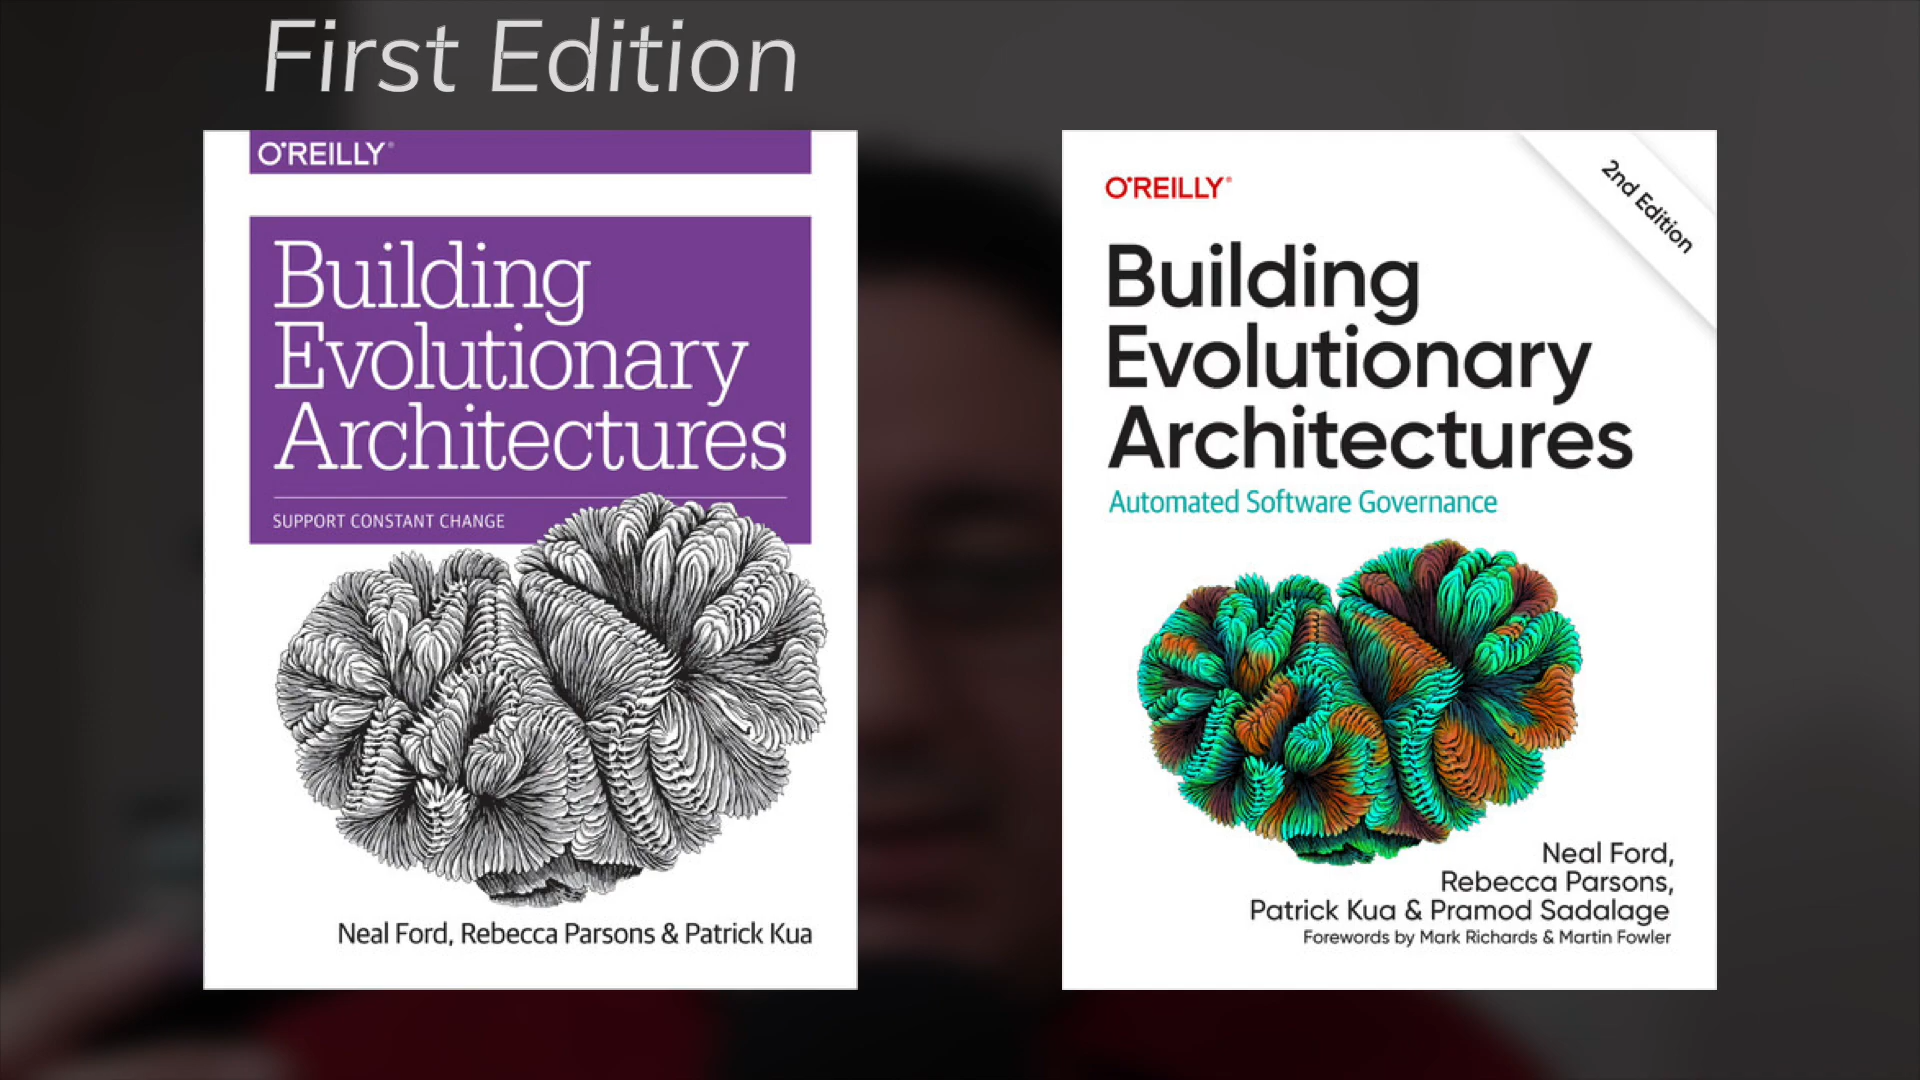 First Edition
O'REILLY®
Building
Evolutionary
Architectures
SUPPORT CONSTANT CHANGE
Neal Ford, Rebecca Parsons & Patrick Kua
2nd Edition
O'REILLY®
Building
Evolutionary
Architectures
Automated Software Governance
Neal Ford,
Rebecca Parsons,
Patrick Kua & Pramod Sadalage
Forewords by Mark Richards & Martin Fowler